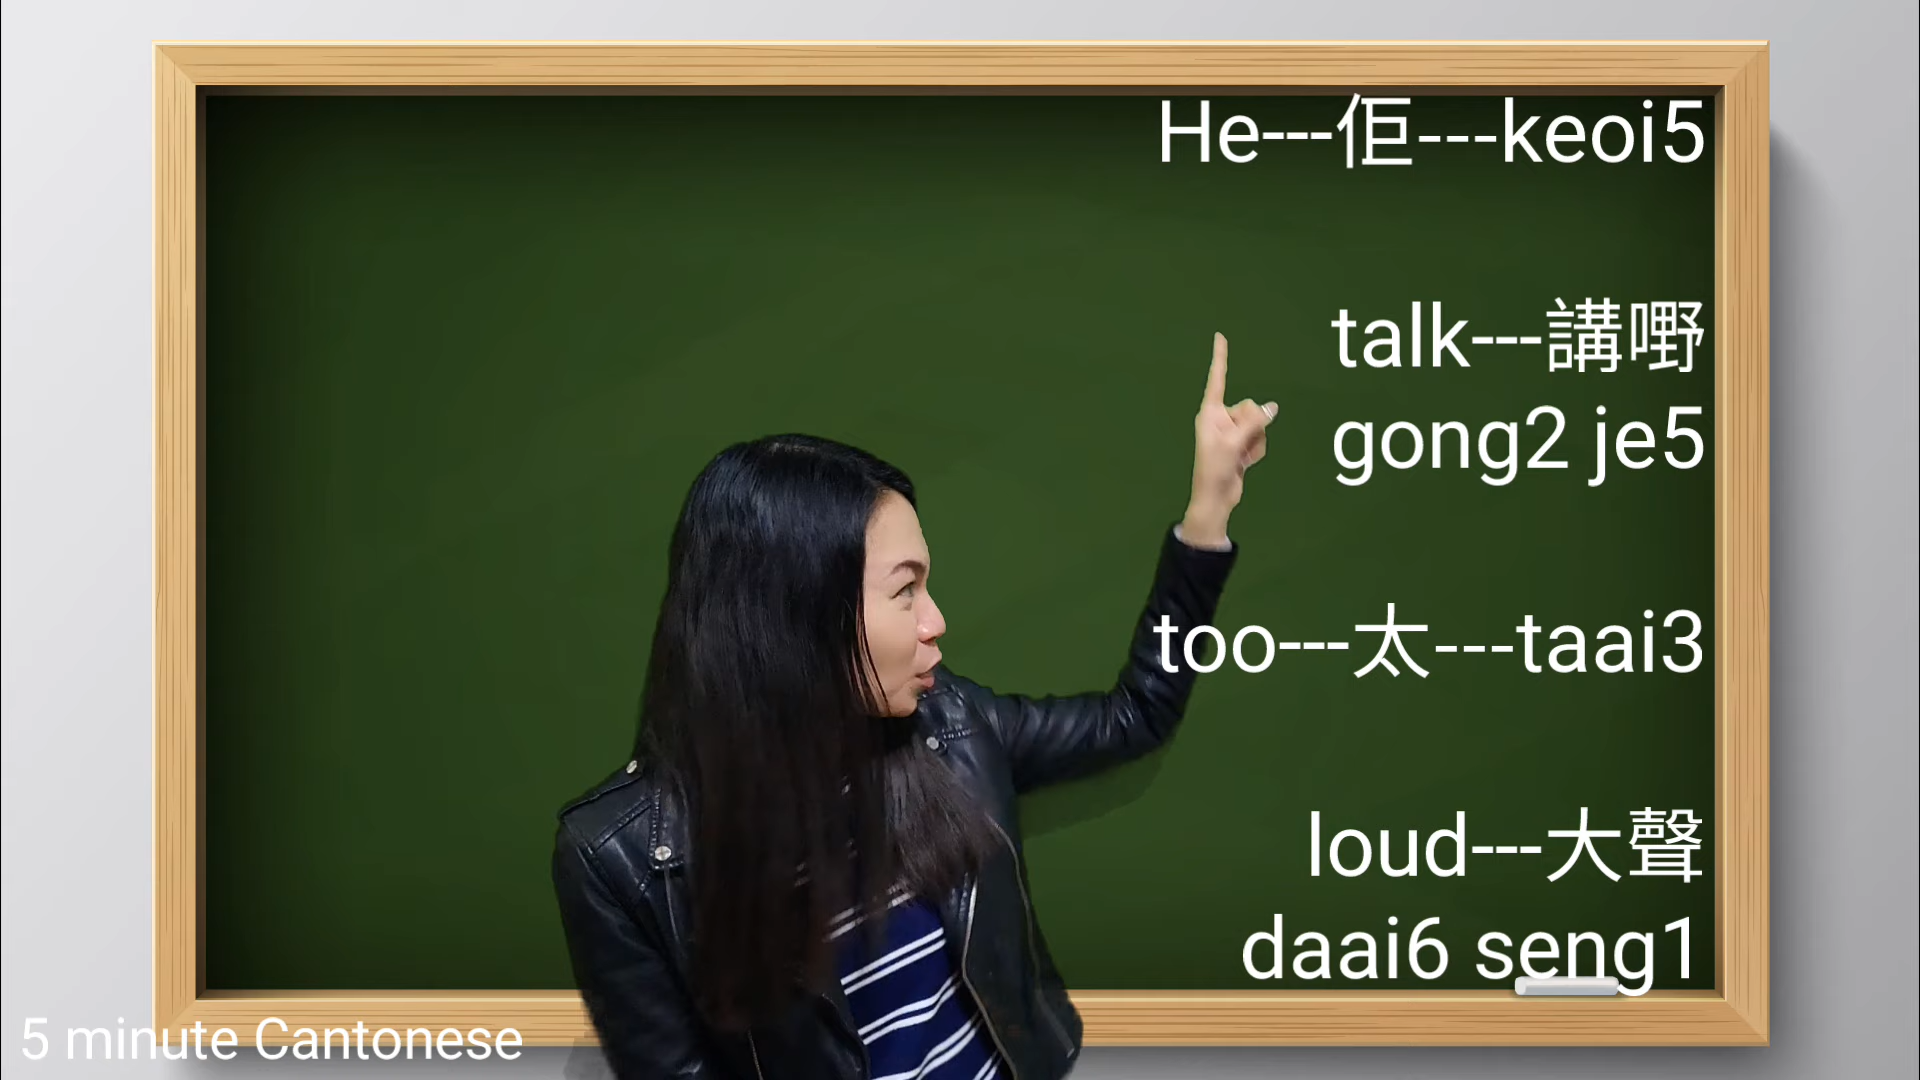 He---佢---keoi5
talk---講嘢
gong2 je5
too---太---taai3
loud---大聲
daai6 seng1
5 minute Cantonese